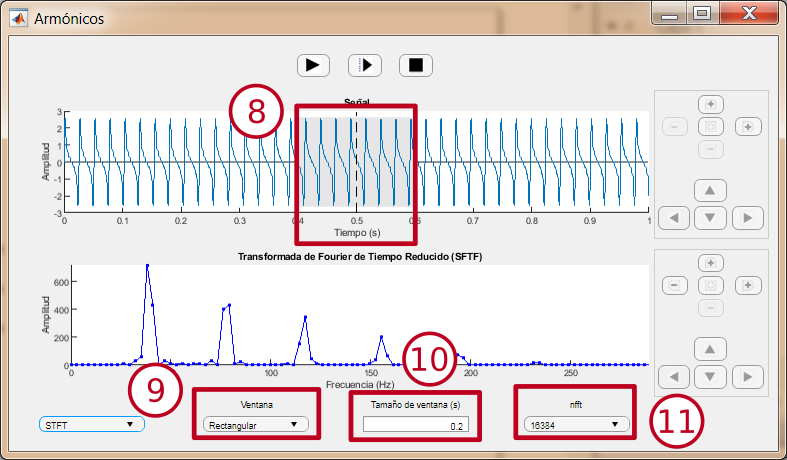 Armónicos
8
Señal
Amplitud
3
2
1
0
-1
-2
-3
0 0.1 0.2 0.3 0.4 0.5 0.6 0.7 0.8 0.9 1
Tiempo (s)
Transformada de Fourier de Tiempo Reducido (SFTF)
Amplitud
600
400
200
0
0 100 150 200 250
Frecuencia (Hz)
9
10
11
STFT
Ventana
Rectangular
Tamaño de ventana (s)
0.2
nfft
16384